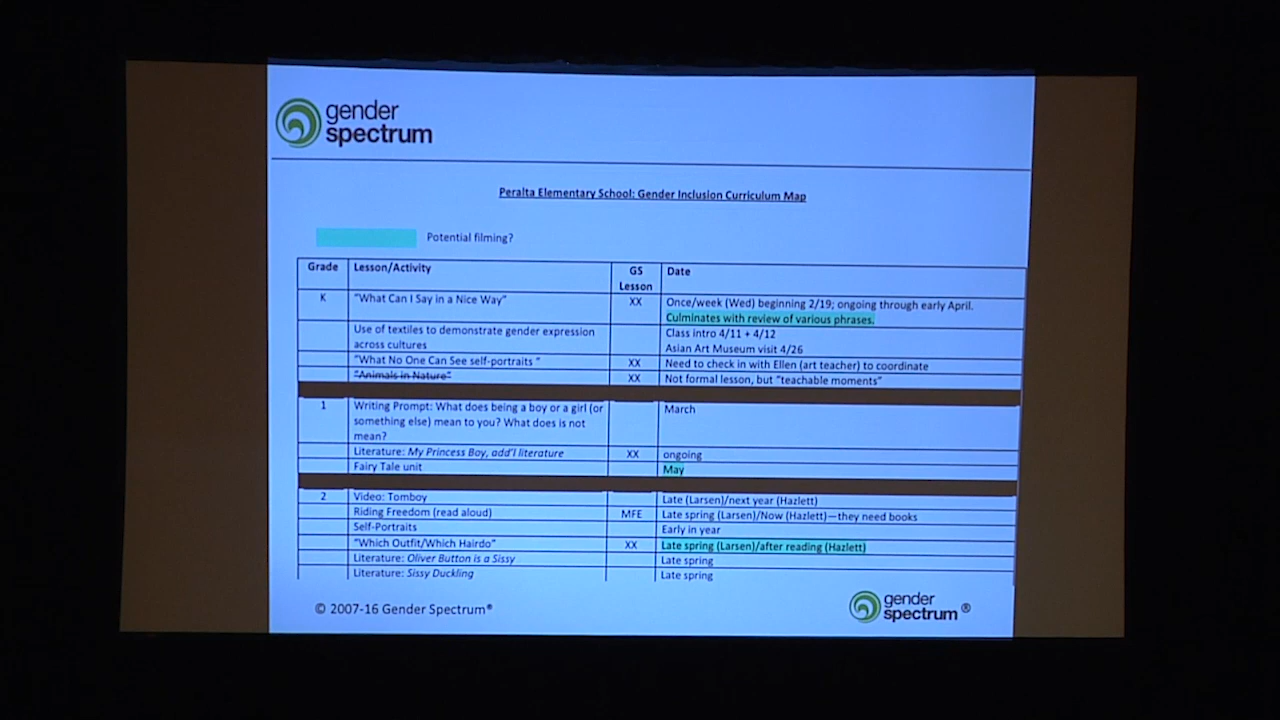 gender
spectrum
Peralta Elementary School: Gender Inclusion Curriculum Map
Potential filming?
Grade Lesson/Activity GS Lesson Date
K "What Can I Say in a Nice Way" XX Once/week (Wed) beginning 2/19; ongoing through early April.
Culminates with review of various phrases.
Use of textiles to demonstrate gender expression Class intro 4/11 + 4/12
across cultures Asian Art Museum visit 4/26
"What No One Can See self-portraits " XX Need to check in with Ellen (art teacher) to coordinate
"Animals in Nature" XX Not formal lesson, but "teachable moments"
1 Writing Prompt: What does being a boy or a girl (or March
something else) mean to you? What does is not
mean?
Literature: My Princess Boy, add'l literature XX ongoing
Fairy Tale unit May
2 Video: Tomboy Late (Larsen)/next year (Hazlett)
Riding Freedom (read aloud) MFE Late spring (Larsen)/Now (Hazlett)—they need books
Self-Portraits Early in year
"Which Outfit/Which Hairdo" XX Late spring (Larsen)/after reading (Hazlett)
Literature: Oliver Button is a Sissy Late spring
Literature: Sissy Duckling Late spring
© 2007-16 Gender Spectrum®
gender
spectrum ®